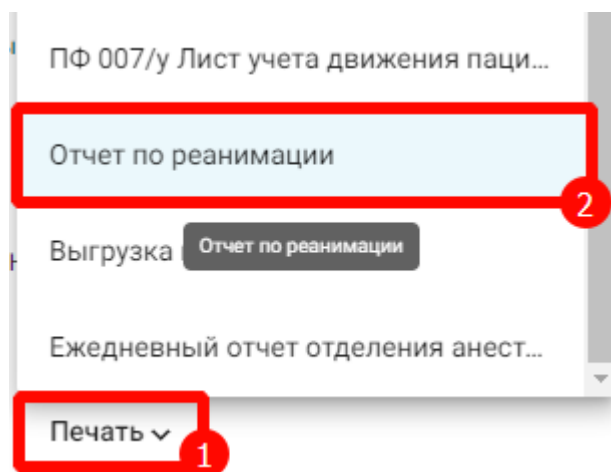 ПФ 007/у Лист учета движения паци...
Отчет по реанимации
2
Выгрузка
Отчет по реанимации
Ежедневный отчет отделения анест...
Печать
1